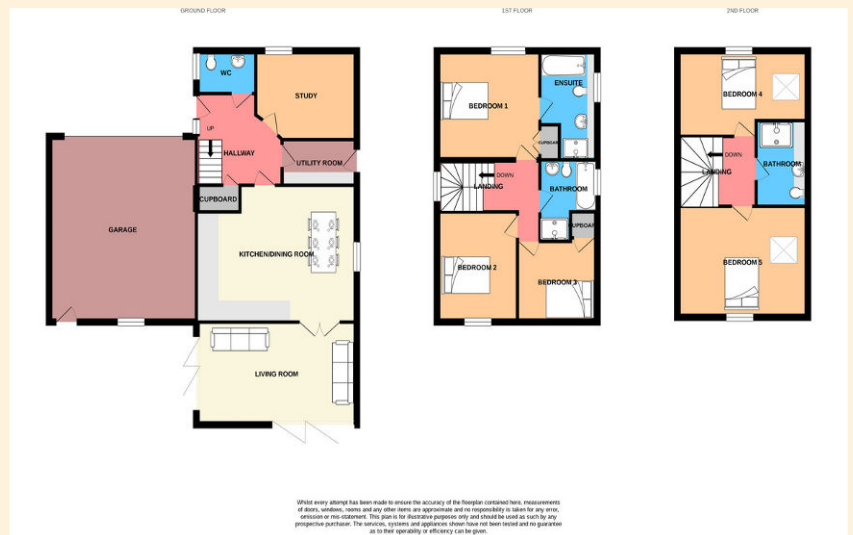 GROUND FLOOR
1ST FLOOR
2ND FLOOR
WC
STUDY
UP
HALLWAY
UTILITY ROOM
CUPBOARD
GARAGE
KITCHEN/DINING ROOM
LIVING ROOM
BEDROOM 1
ENSUITE
CUPBOAR
DOWN
LANDING
BATHROOM
CUPBOAR
BEDROOM 2
BEDROOM 3
BEDROOM 4
DOWN
LANDING
BATHROOM
BEDROOM 5
Whilst every attempt has been made to ensure the accuracy of the floorplan contained here, measurements
of doors, windows, rooms and any other items are approximate and no responsibility is taken for any error,
omission or mis-statement. This plan is for illustrative purposes only and should be used as such by any
prospective purchaser. The services, systems and appliances shown have not been tested and no guarantee
as to their operability or efficiency can be given.